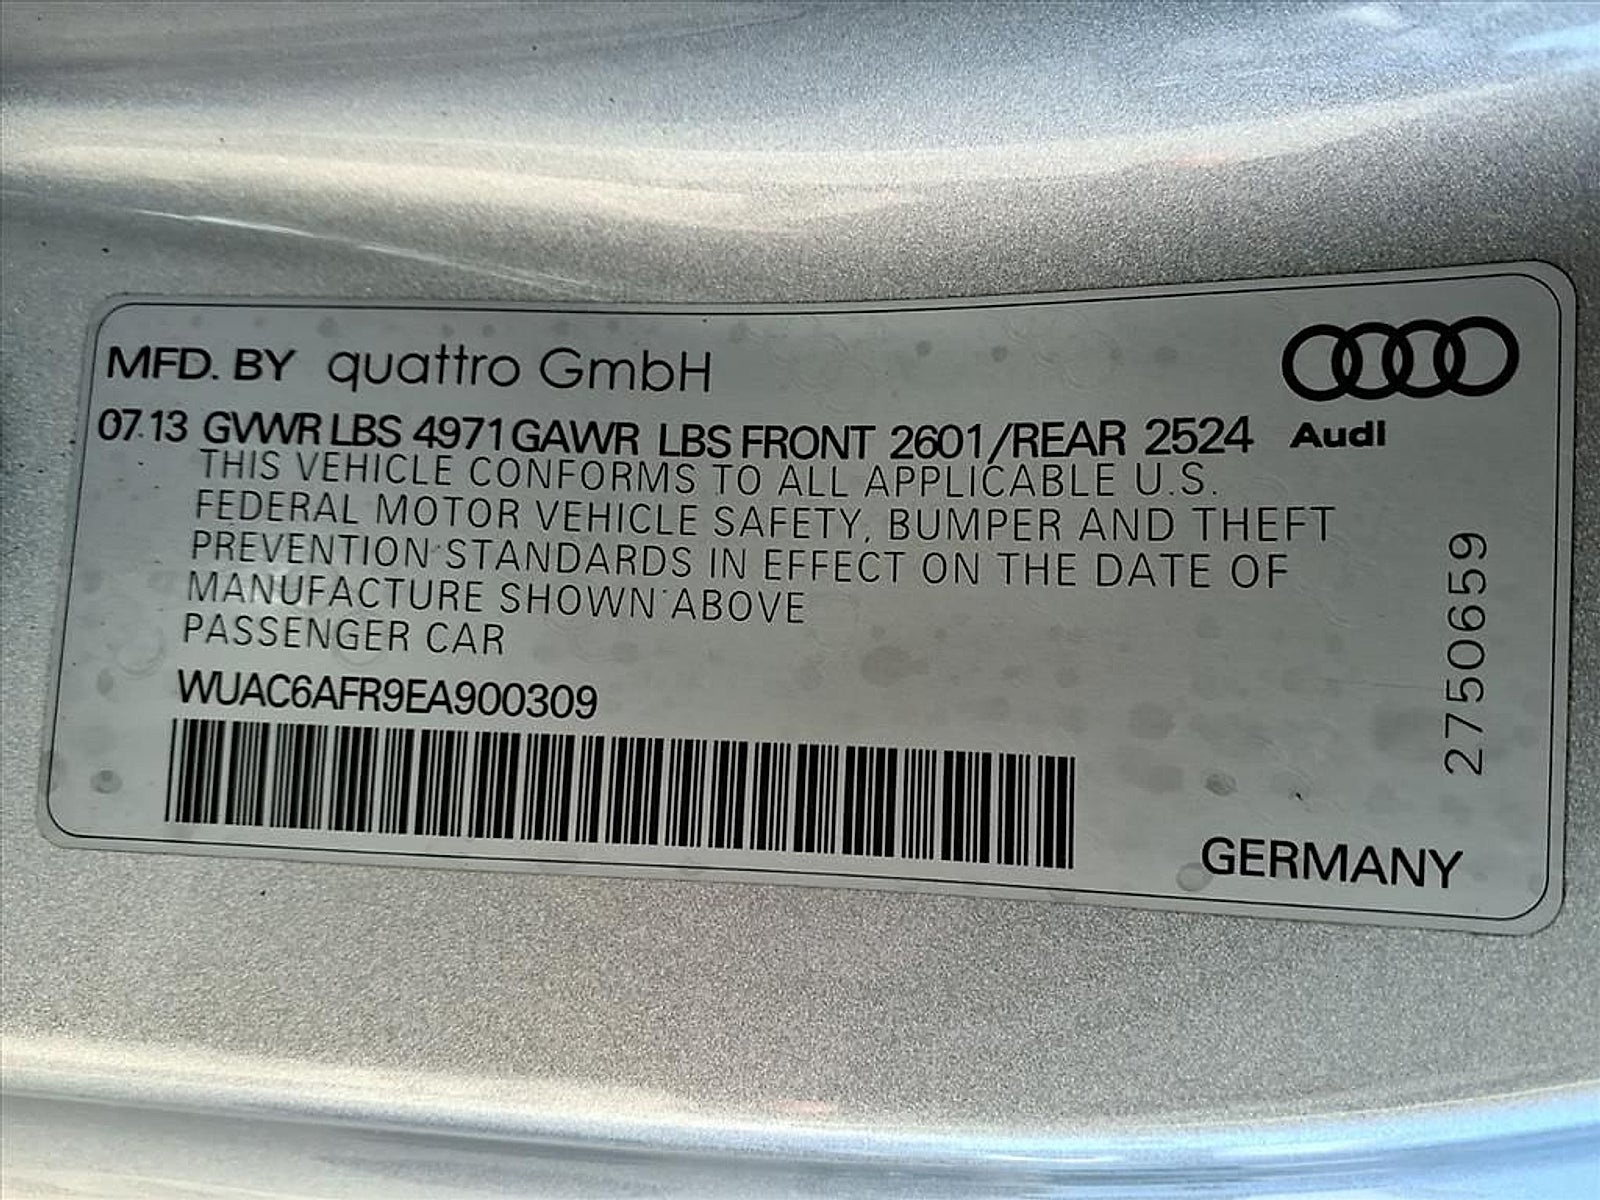 MFD. BY quattro GmbH
07.13 GVWR LBS 4971 GAWR LBS FRONT 2601/REAR 2524
Audi
THIS VEHICLE CONFORMS TO ALL APPLICABLE U.S.
FEDERAL MOTOR VEHICLE SAFETY, BUMPER AND THEFT
PREVENTION STANDARDS IN EFFECT ON THE DATE OF
MANUFACTURE SHOWN ABOVE
PASSENGER CAR
WUAC6AFR9EA900309
2750659
GERMANY